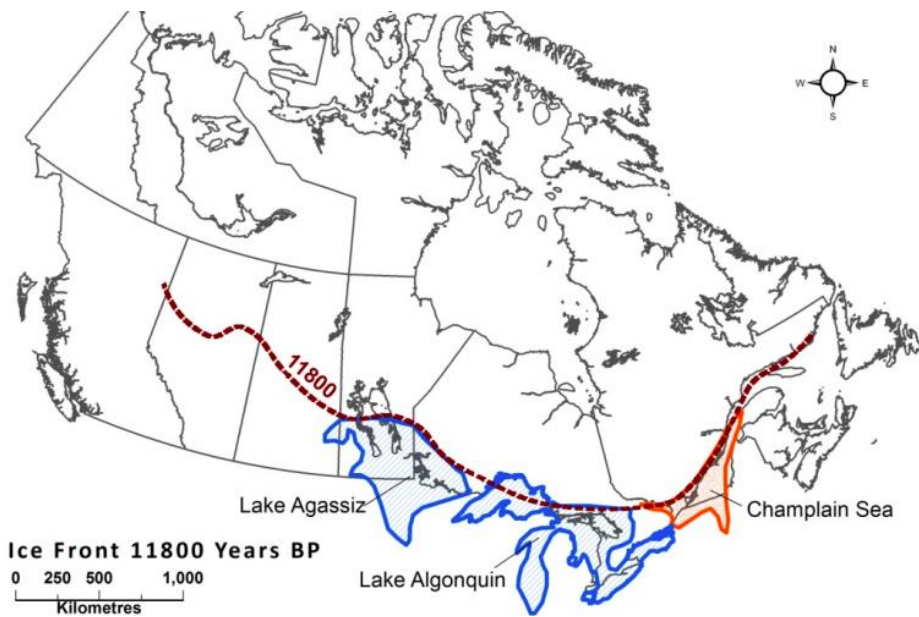 N
W E
S
11800
Lake Agassiz
Champlain Sea
Ice Front 11800 Years BP
Lake Algonquin
0 250 500 1,000
Kilometres